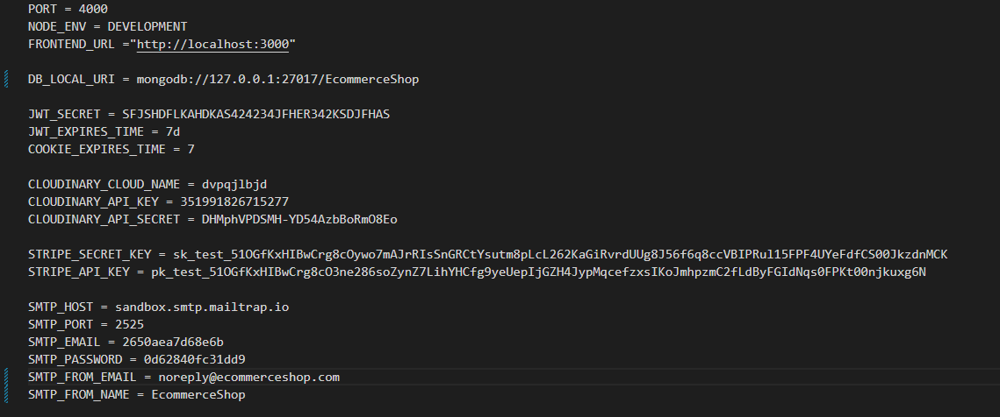 PORT = 4000
NODE_ENV = DEVELOPMENT
FRONTEND_URL ="http://localhost:3000"
DB_LOCAL_URI = mongodb://127.0.0.1:27017/EcommerceShop
JWT_SECRET = SFJSHDFLKAHDKAS424234JFHER342KSDJFHAS
JWT_EXPIRES_TIME = 7d
COOKIE_EXPIRES_TIME = 7
CLOUDINARY_CLOUD_NAME = dvpqjlbjd
CLOUDINARY_API_KEY = 351991826715277
CLOUDINARY_API_SECRET = DHMphVPDSMH-YD54AzbBoRmO8Eo
STRIPE_SECRET_KEY = sk_test_51OGfKxHIBwCrg8cOywo7mAJrRIsSnGRCtYsutm8pLcL262KaGiRvrdUUg8J56f6q8ccVBIPRul15FPF4UYeFdfCS00JkzdnMCK
STRIPE_API_KEY = pk_test_51OGfKxHIBwCrg8cO3ne286soZynZ7LihYHCfg9yeUepIjGZH4JypMqcefzxsIKoJmhpzmC2fLdByFGIdNqs0FPKt00njkuxg6N
SMTP_HOST = sandbox.smtp.mailtrap.io
SMTP_PORT = 2525
SMTP_EMAIL = 2650aea7d68e6b
SMTP_PASSWORD = 0d62840fc31dd9
SMTP_FROM_EMAIL = noreply@ecommerceshop.com
SMTP_FROM_NAME = EcommerceShop